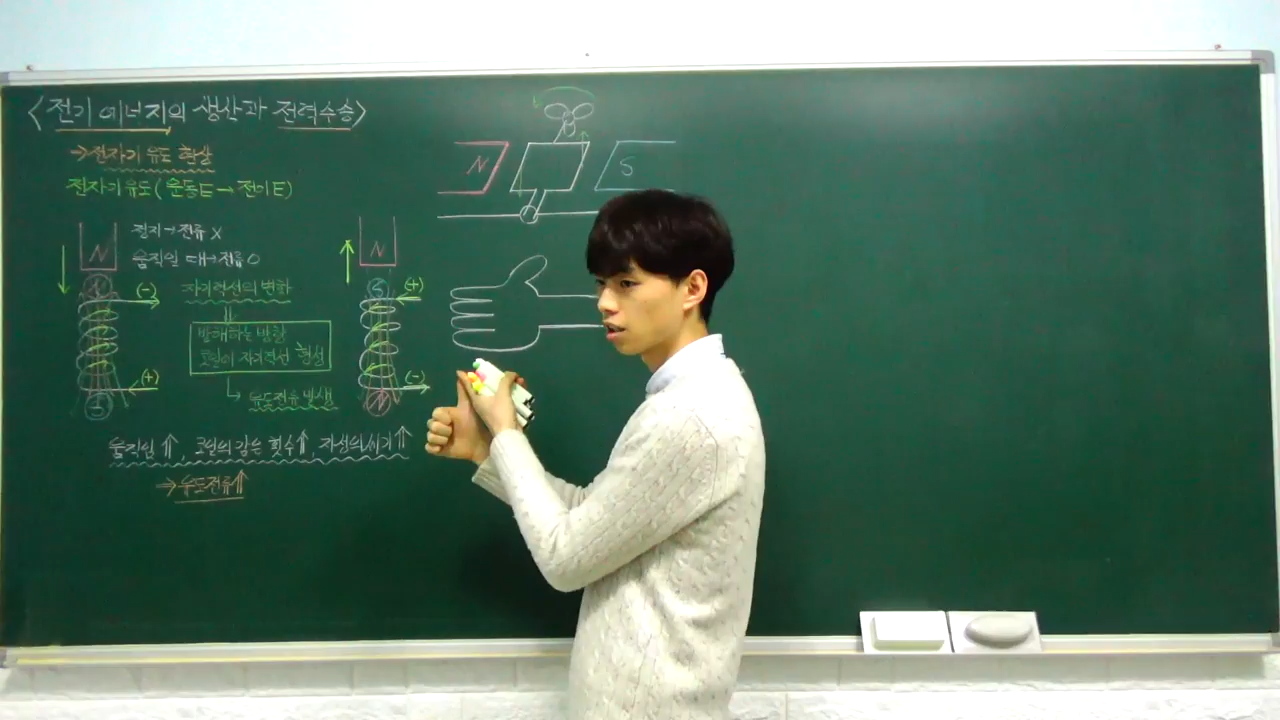 <전기 에너지의 생산과 전력수송>
→전자기 유도 현상
전자기유도(운동E → 전기E)
N
정지→전류 X
움직일 때→전류 O
자기력선의 변화
⇓
방해하는 방향
코일이 자기력선 형성
↳ 유도전류 발생
N
(-)
(+)
N
S
(+)
(-)
N
움직임⇑, 코일의 감은 횟수⇑, 자석의 세기⇑
⇒유도전류⇑
N
S